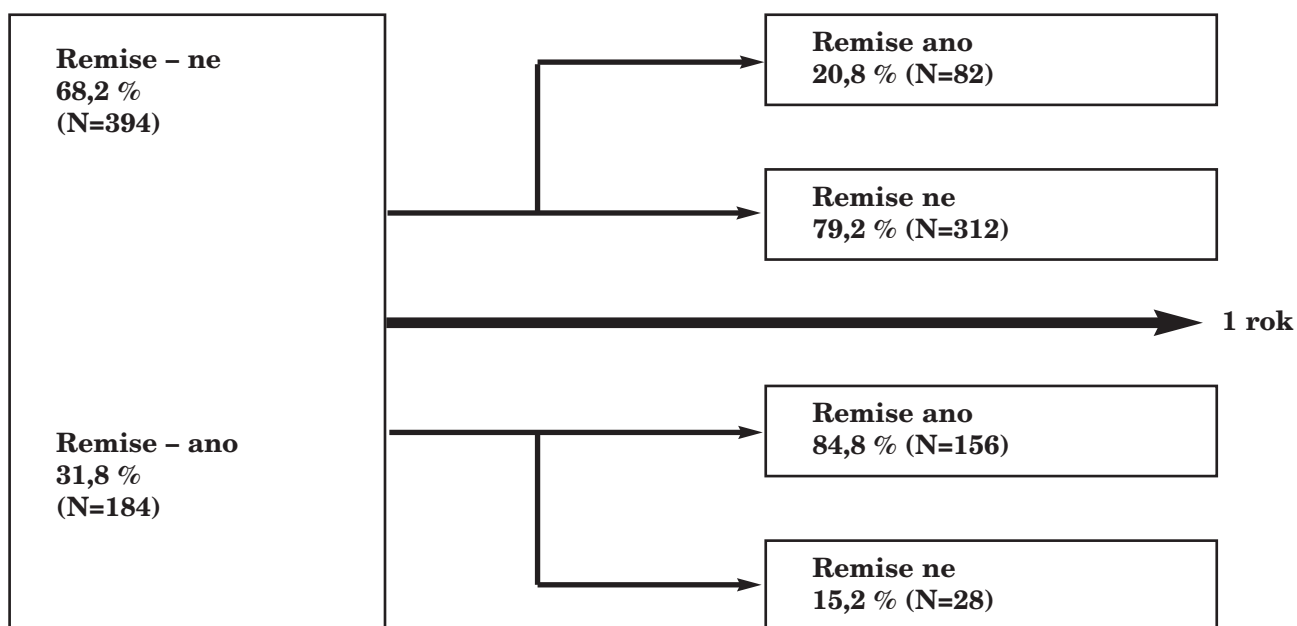 Remise – ne
68,2 %
(N=394)
Remise ano
20,8 % (N=82)
Remise ne
79,2 % (N=312)
1 rok
Remise – ano
31,8 %
(N=184)
Remise ano
84,8 % (N=156)
Remise ne
15,2 % (N=28)